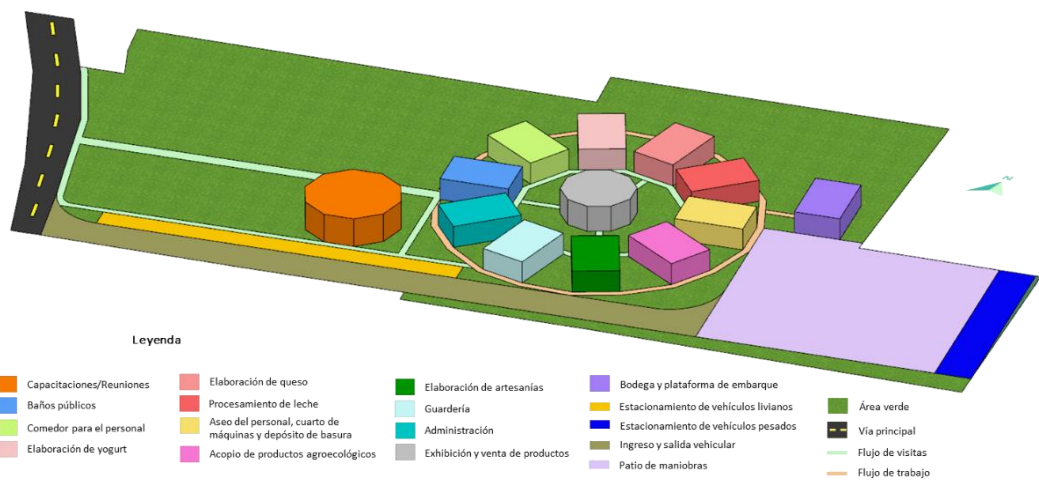 N
Leyenda
Capacitaciones/Reuniones
Baños públicos
Comedor para el personal
Elaboración de yogurt
Elaboración de queso
Procesamiento de leche
Aseo del personal, cuarto de
máquinas y depósito de basura
Acopio de productos agroecológicos
Elaboración de artesanías
Guardería
Administración
Exhibición y venta de productos
Bodega y plataforma de embarque
Estacionamiento de vehículos livianos
Estacionamiento de vehículos pesados
Ingreso y salida vehicular
Patio de maniobras
Área verde
Vía principal
Flujo de visitas
Flujo de trabajo